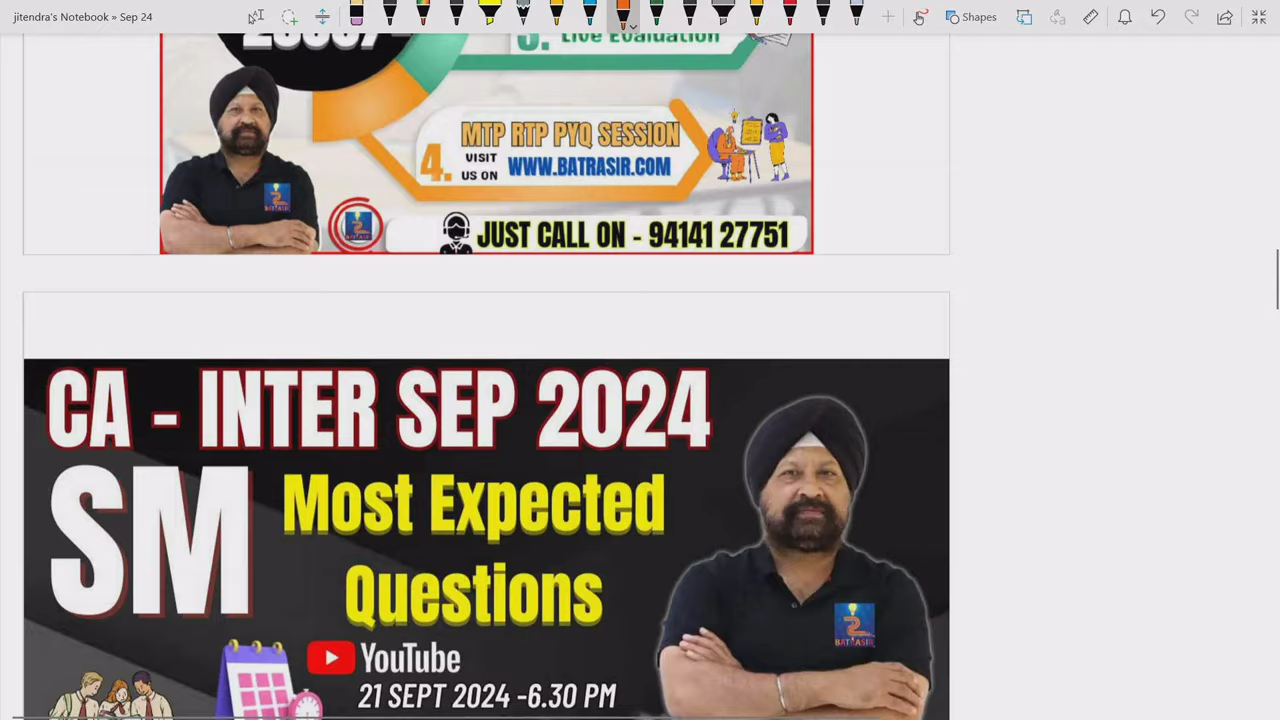 jitendra's Notebook » Sep 24
Shapes
Live Evaluation
MTP RTP PYQ SESSION
4.
VISIT
US ON
WWW.BATRASIR.COM
BATRASIR
JUST CALL ON - 94141 27751
CA - INTER SEP 2024
SM
Most Expected
Questions
BATRASIR
YouTube
21 SEPT 2024 -6.30 PM